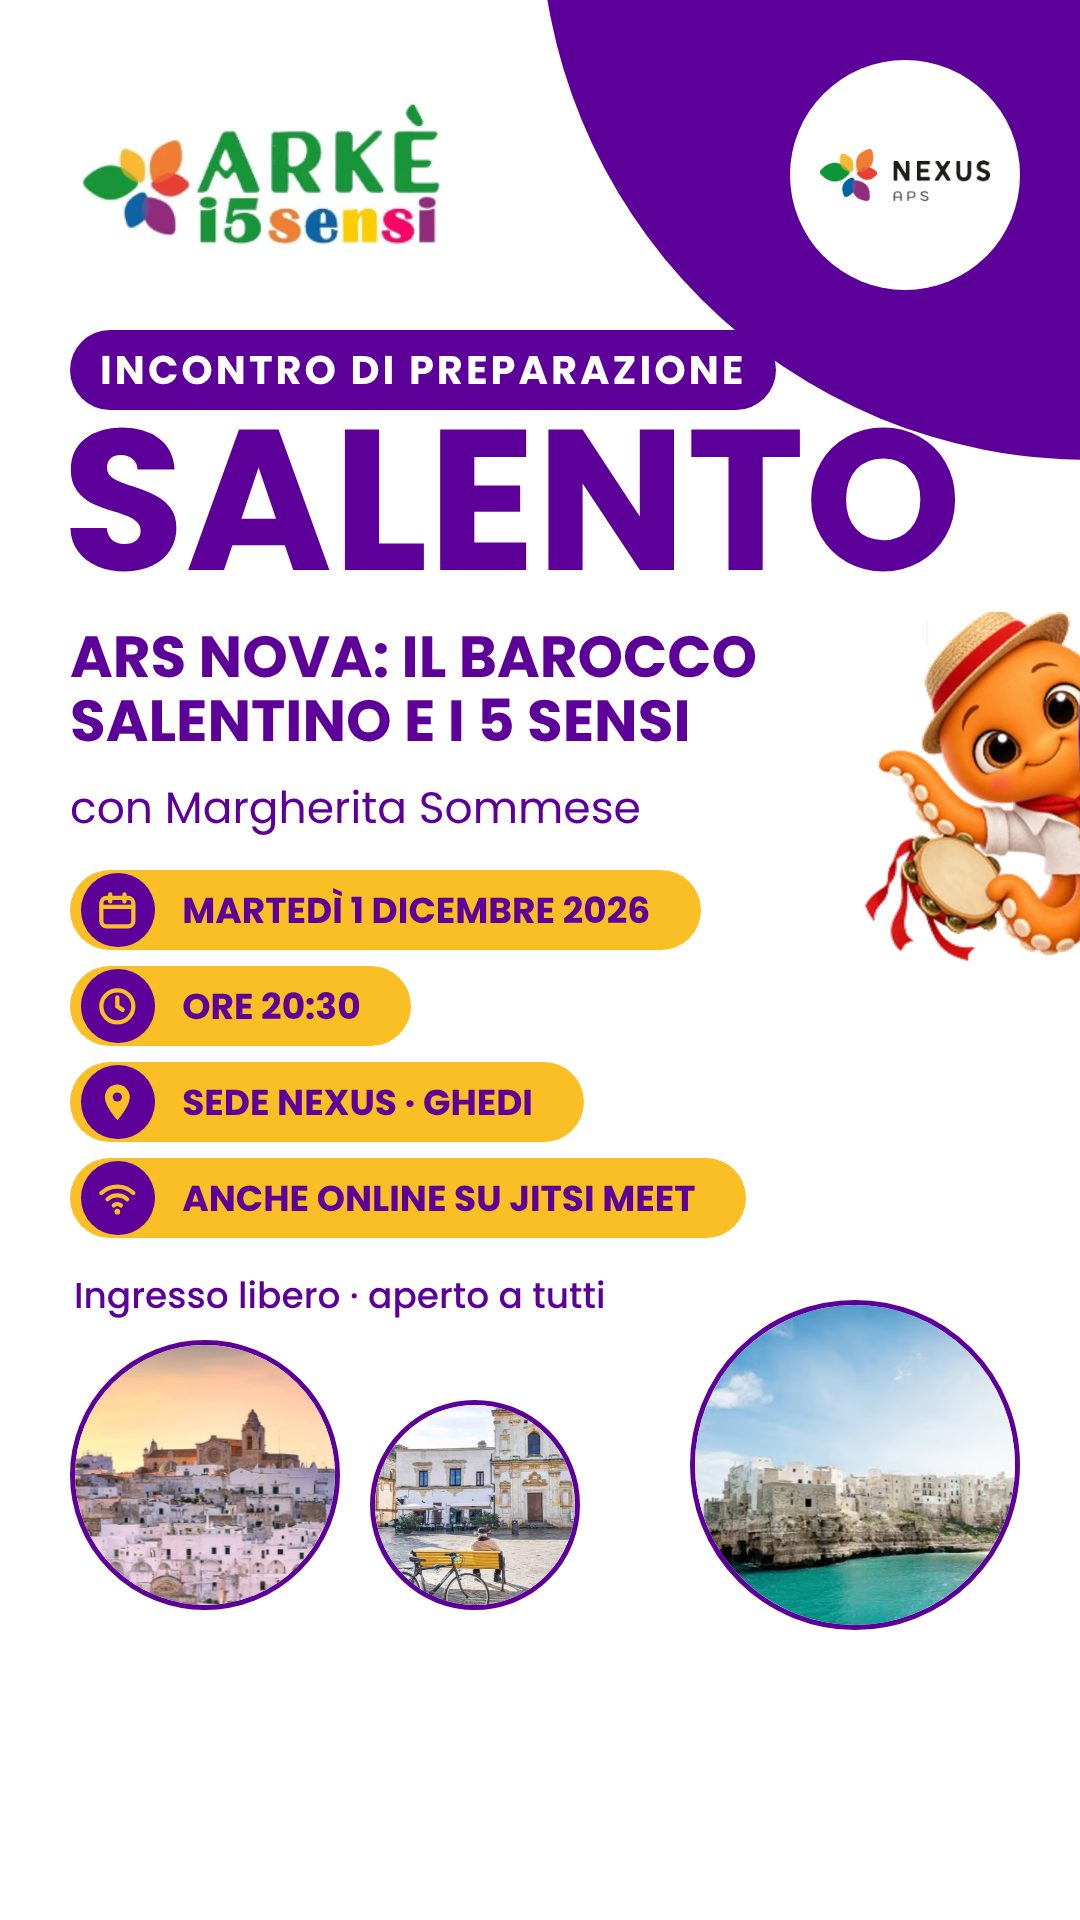 ARKÈ
i5sensi
NEXUS
APS
INCONTRO DI PREPARAZIONE
SALENTO
ARS NOVA: IL BAROCCO
SALENTINO E I 5 SENSI
con Margherita Sommese
MARTEDÌ 1 DICEMBRE 2026
ORE 20:30
SEDE NEXUS · GHEDI
ANCHE ONLINE SU JITSI MEET
Ingresso libero · aperto a tutti